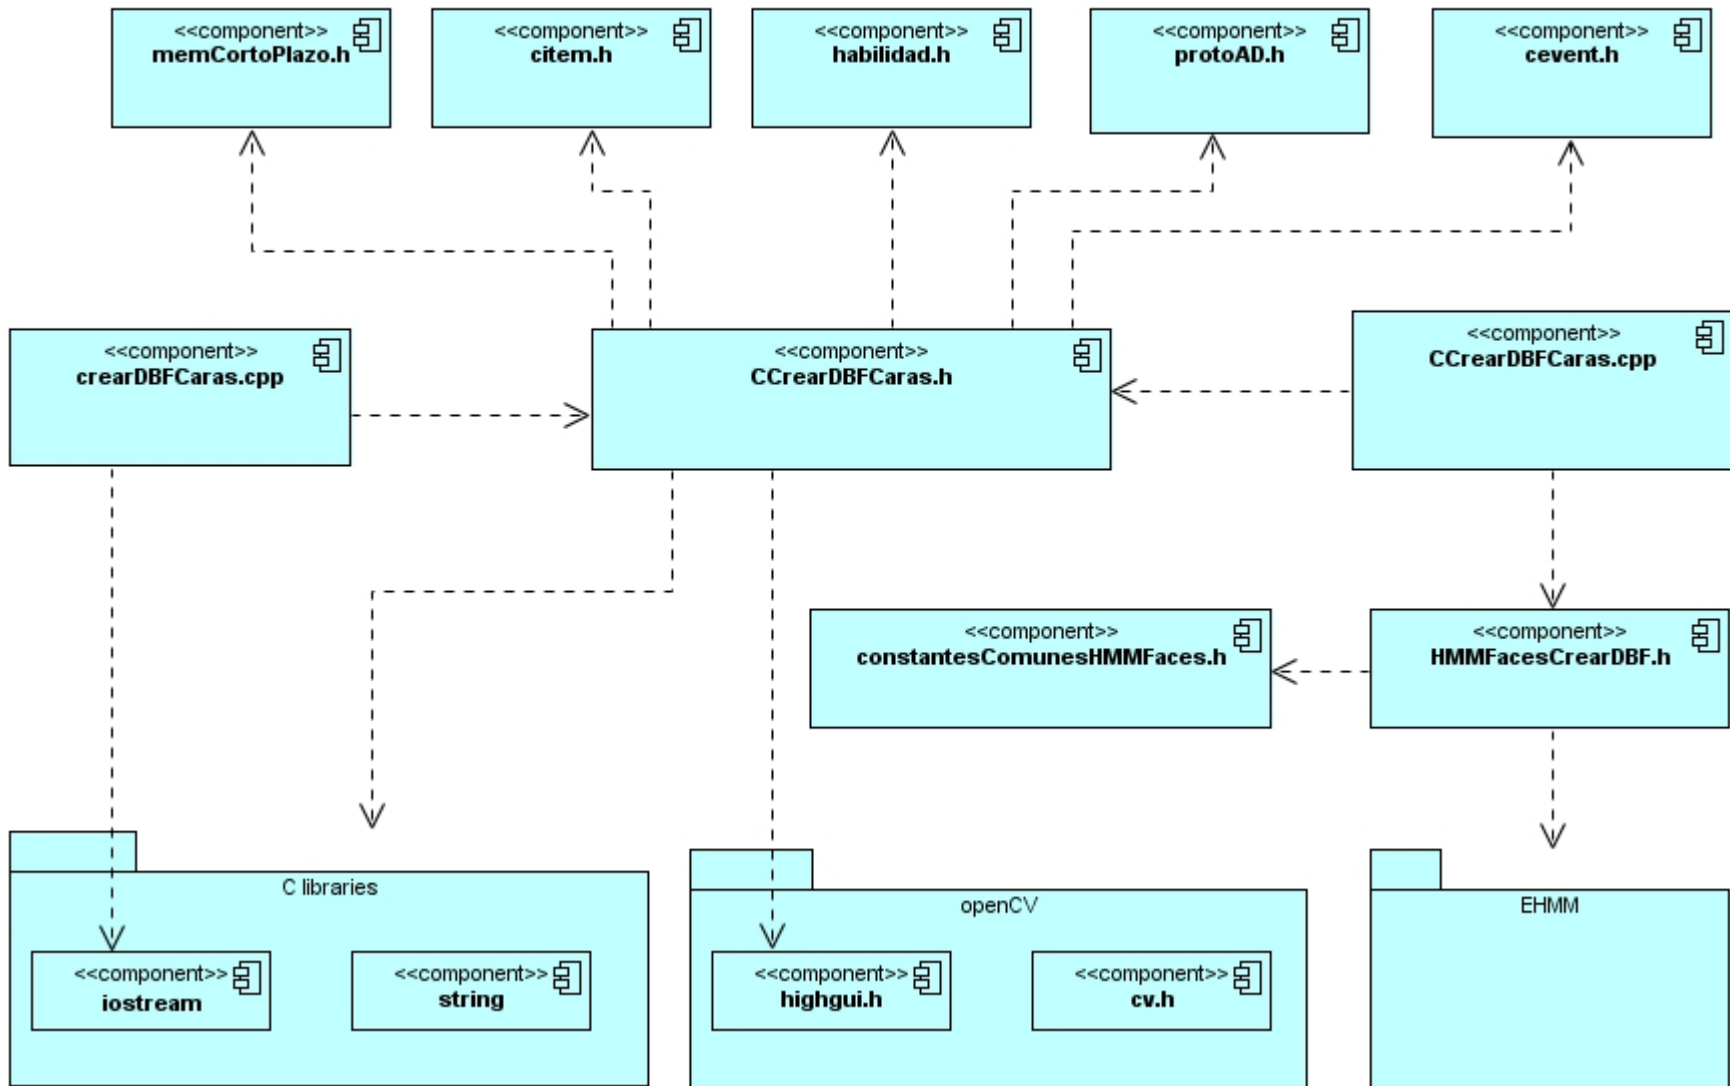 <<component>>
memCortoPlazo.h
<<component>>
citem.h
<<component>>
habilidad.h
<<component>>
protoAD.h
<<component>>
cevent.h
<<component>>
crearDBFCaras.cpp
<<component>>
CCrearDBFCaras.h
<<component>>
CCrearDBFCaras.cpp
<<component>>
constantesComunesHMMFaces.h
<<component>>
HMMFacesCrearDBF.h
C libraries
<<component>>
iostream
<<component>>
string
openCV
<<component>>
highgui.h
<<component>>
cv.h
EHMM